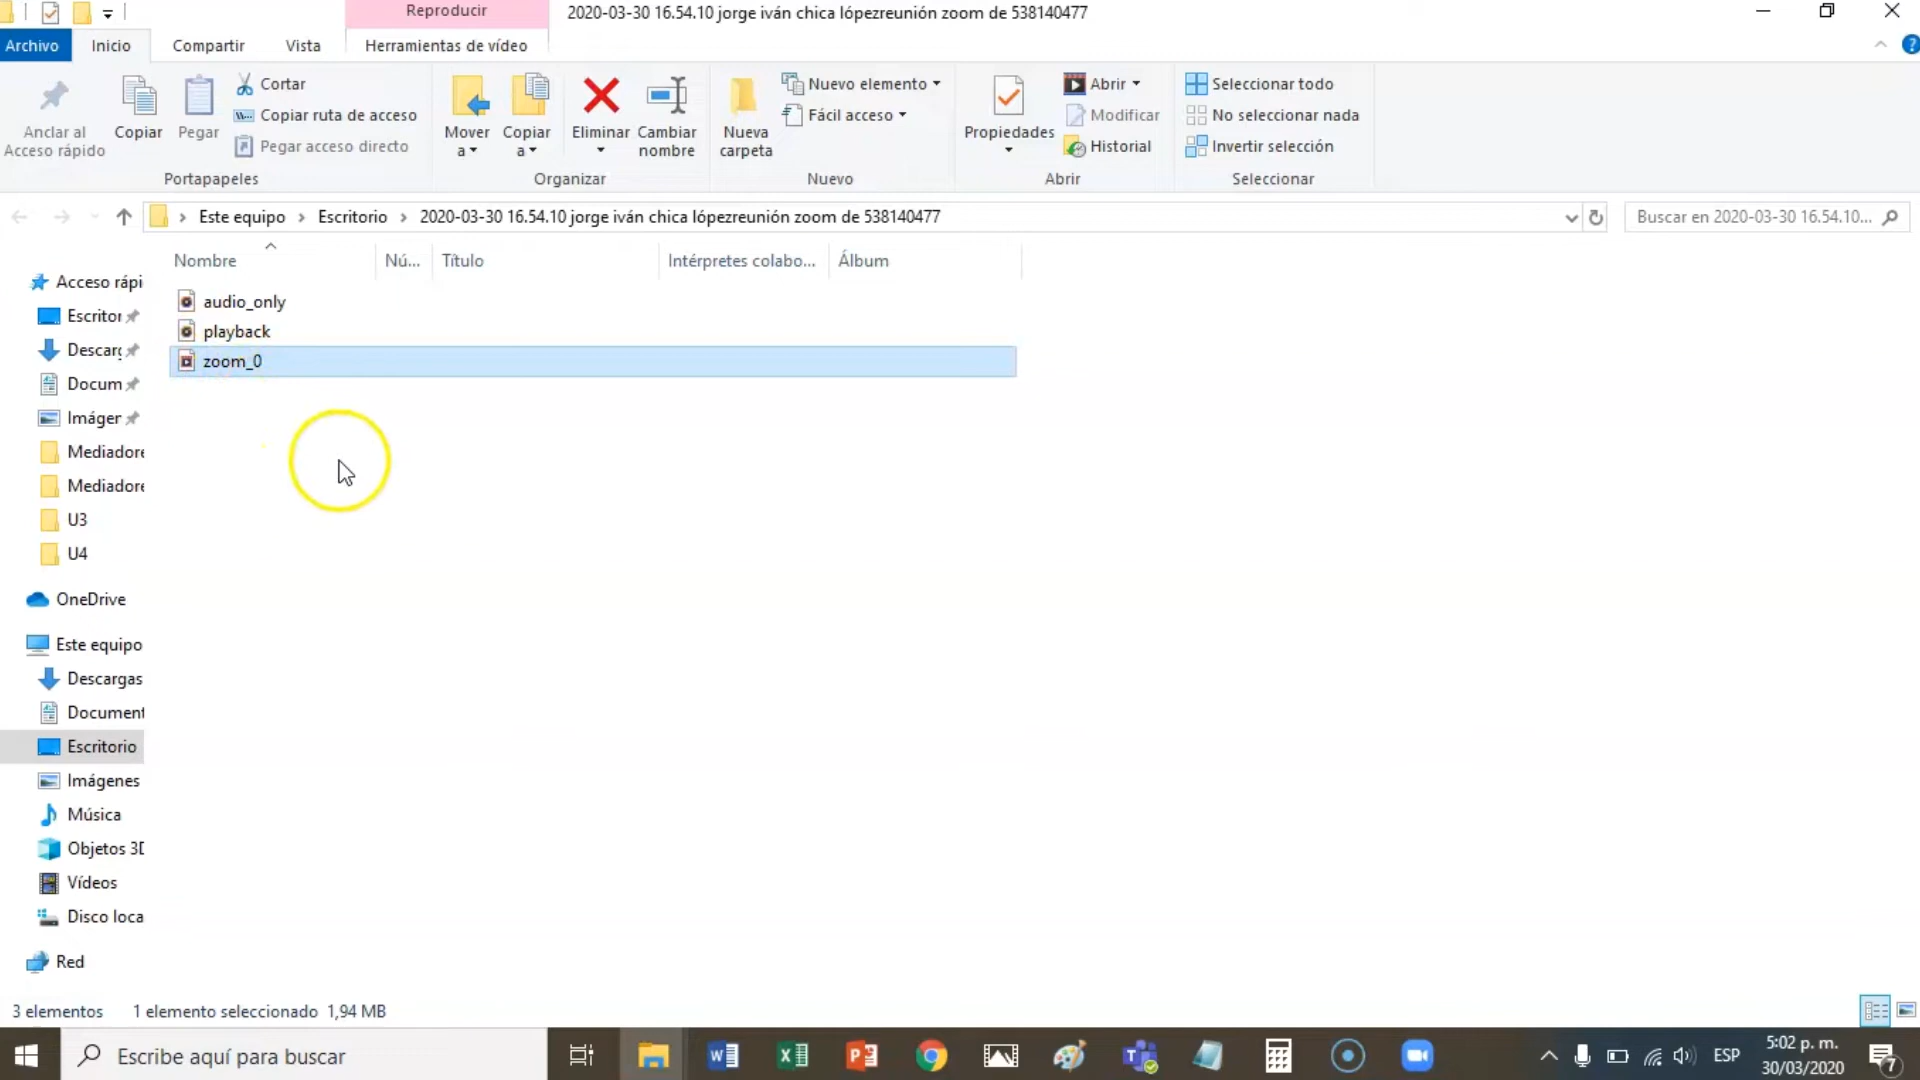 Reproducir
2020-03-30 16.54.10 jorge iván chica lópezreunión zoom de 538140477
Archivo
Inicio
Compartir
Vista
Herramientas de vídeo
Anclar al
Acceso rápido
Copiar
Pegar
Cortar
Copiar ruta de acceso
Pegar acceso directo
Portapapeles
Mover
a
Copiar
a
Eliminar
Cambiar
nombre
Organizar
Nueva
carpeta
Nuevo elemento
Fácil acceso
Nuevo
Propiedades
Abrir
Modificar
Historial
Abrir
Seleccionar todo
No seleccionar nada
Invertir selección
Seleccionar
Este equipo > Escritorio > 2020-03-30 16.54.10 jorge iván chica lópezreunión zoom de 538140477
Buscar en 2020-03-30 16.54.10...
Nombre
Nú...
Título
Intérpretes colabo...
Álbum
audio_only
playback
zoom_0
Acceso rápi
Escritor
Descarg
Docum
Imáger
Mediadore
Mediadore
U3
U4
OneDrive
Este equipo
Descargas
Document
Escritorio
Imágenes
Música
Objetos 3D
Vídeos
Disco loca
Red
3 elementos
1 elemento seleccionado 1,94 MB
Escribe aquí para buscar
ESP
5:02 p. m.
30/03/2020
7